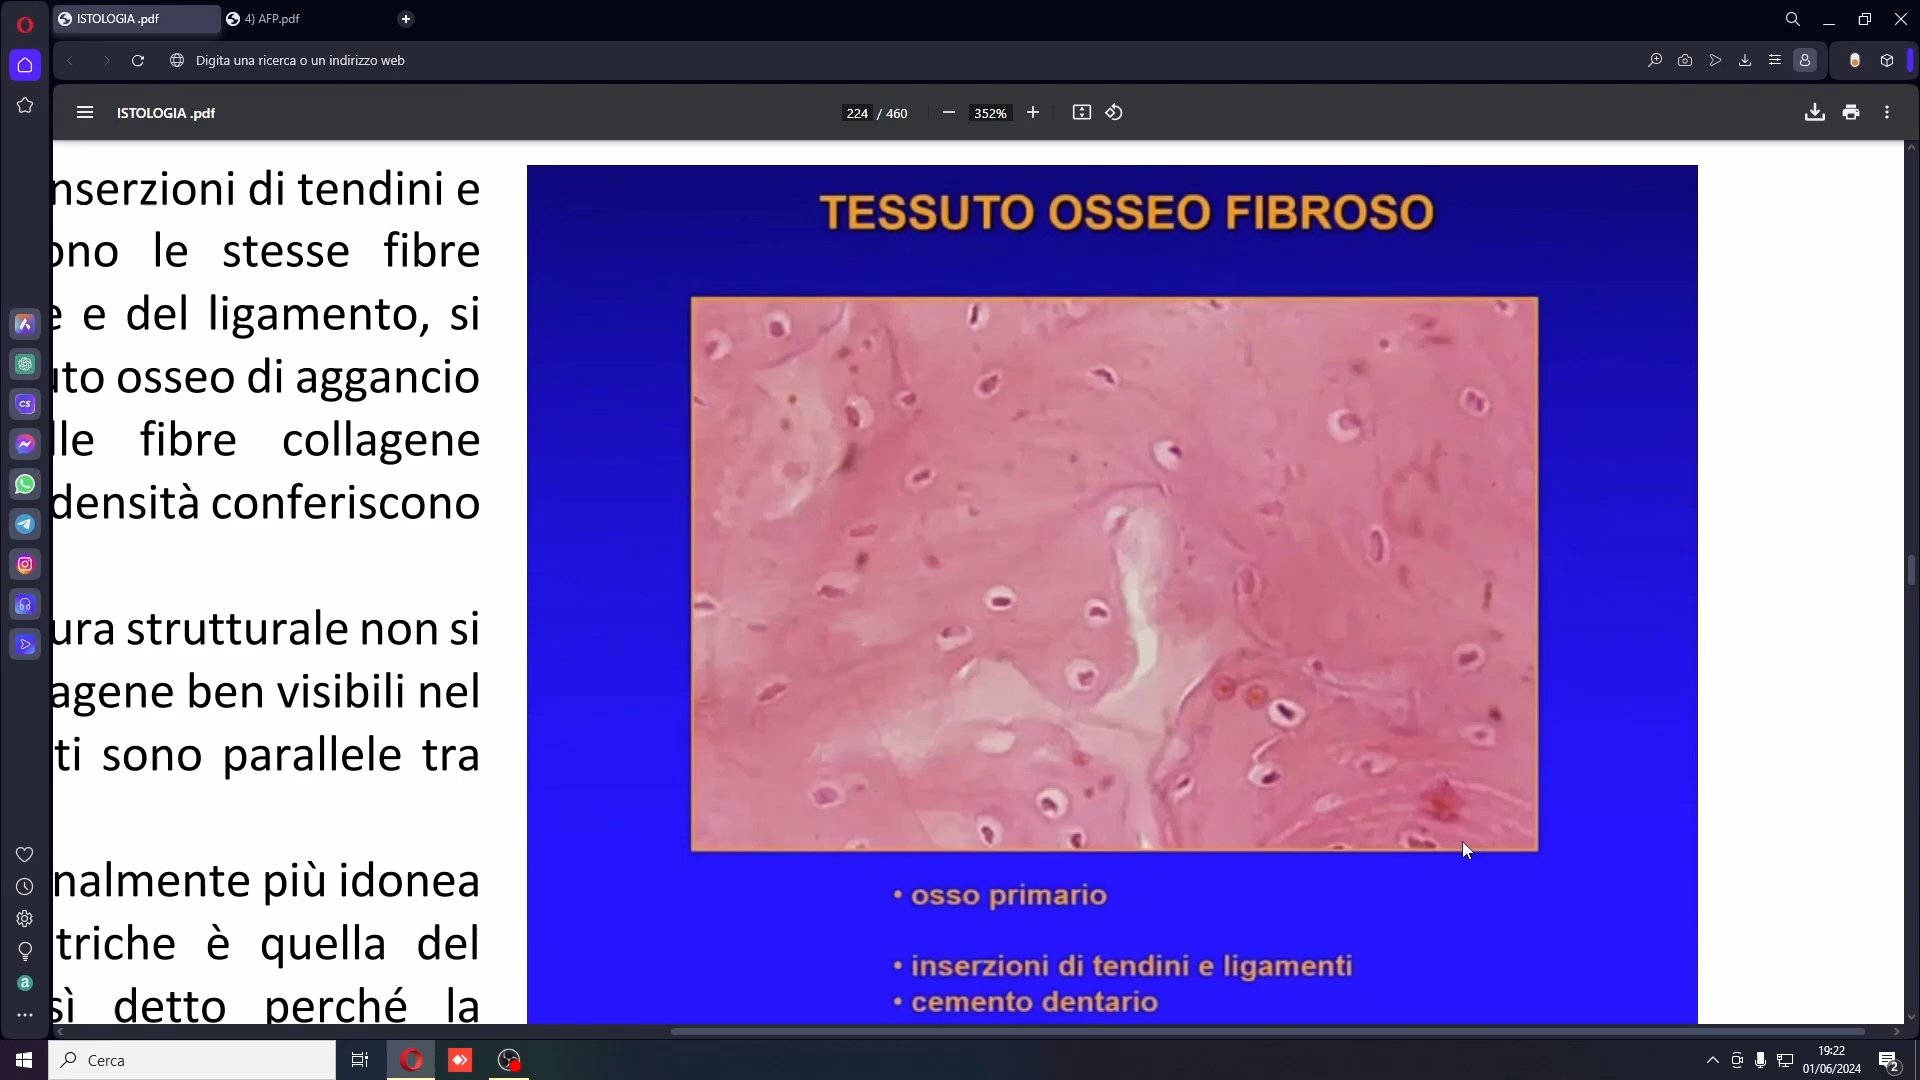 ISTOLOGIA .pdf
4) AFP.pdf
Digita una ricerca o un indirizzo web
ISTOLOGIA .pdf
224 / 460
352%
nserzioni di tendini e
ono le stesse fibre
e e del ligamento, si
uto osseo di aggancio
lle fibre collagene
densità conferiscono
ura strutturale non si
agene ben visibili nel
ti sono parallele tra
nalmente più idonea
triche è quella del
sì detto perché la
TESSUTO OSSEO FIBROSO
• osso primario
• inserzioni di tendini e ligamenti
• cemento dentario
CS
a
Cerca
19:22
01/06/2024
2